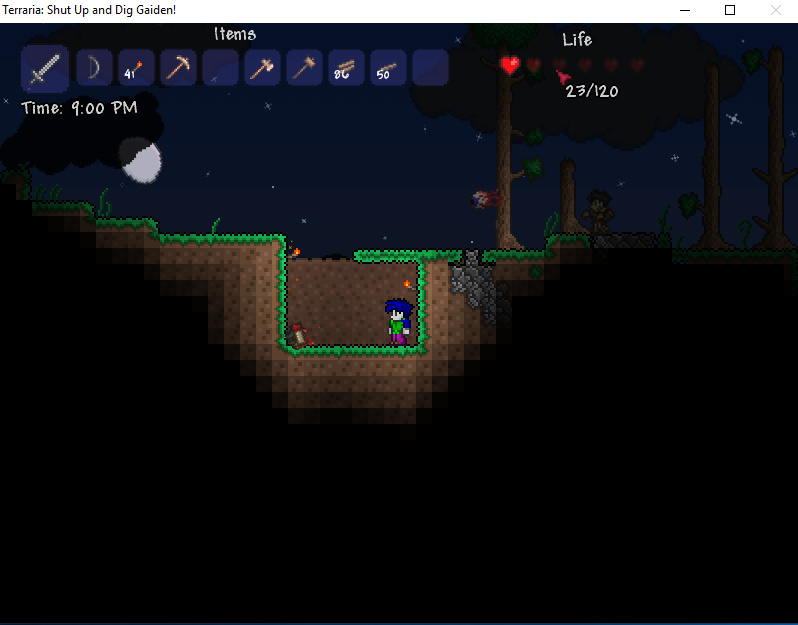 Terraria: Shut Up and Dig Gaiden!
Items
Life
41
86
50
23/120
Time: 9:00 PM